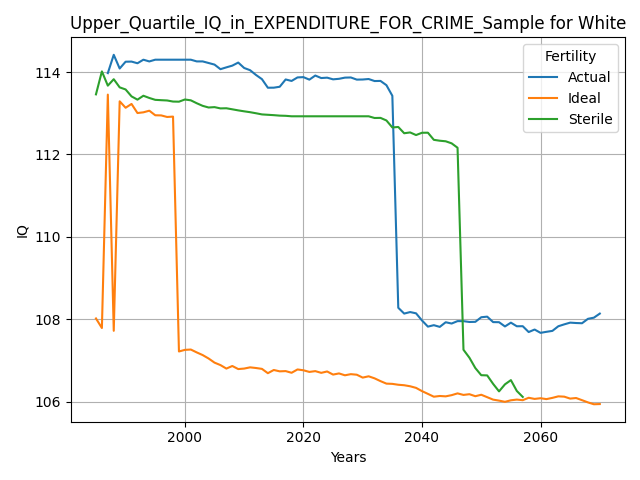 Upper_Quartile_IQ_in_EXPENDITURE_FOR_CRIME_Sample for White
Fertility
Actual
Ideal
Sterile
IQ
114
112
110
108
106
2000
2020
2040
2060
Years